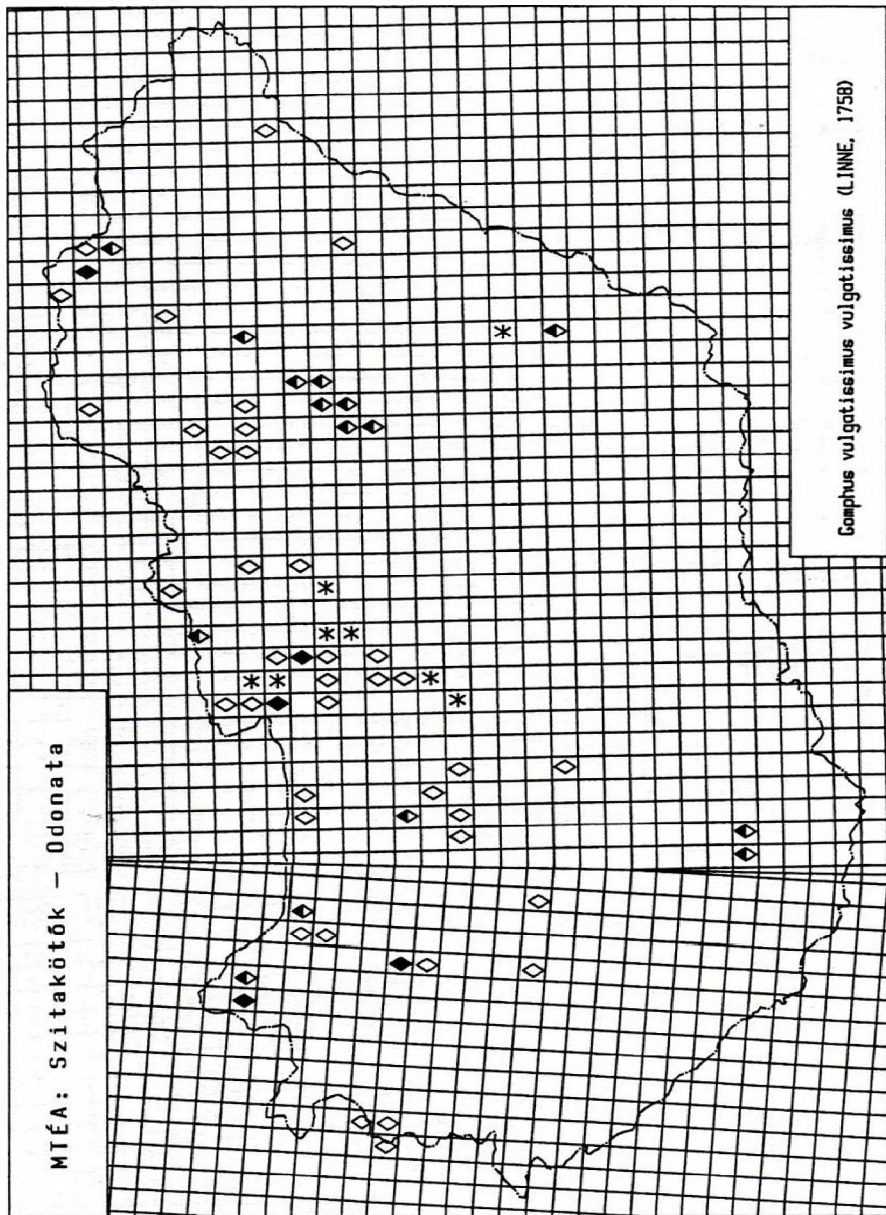 MTÉA: Szitakötők – Odonata
Gomphus vulgatissimus vulgatissimus (LINNE, 1758)